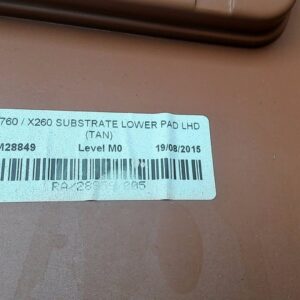 760 / X260 SUBSTRATE LOWER PAD LHD
(TAN)
M28849 Level M0 19/08/2015